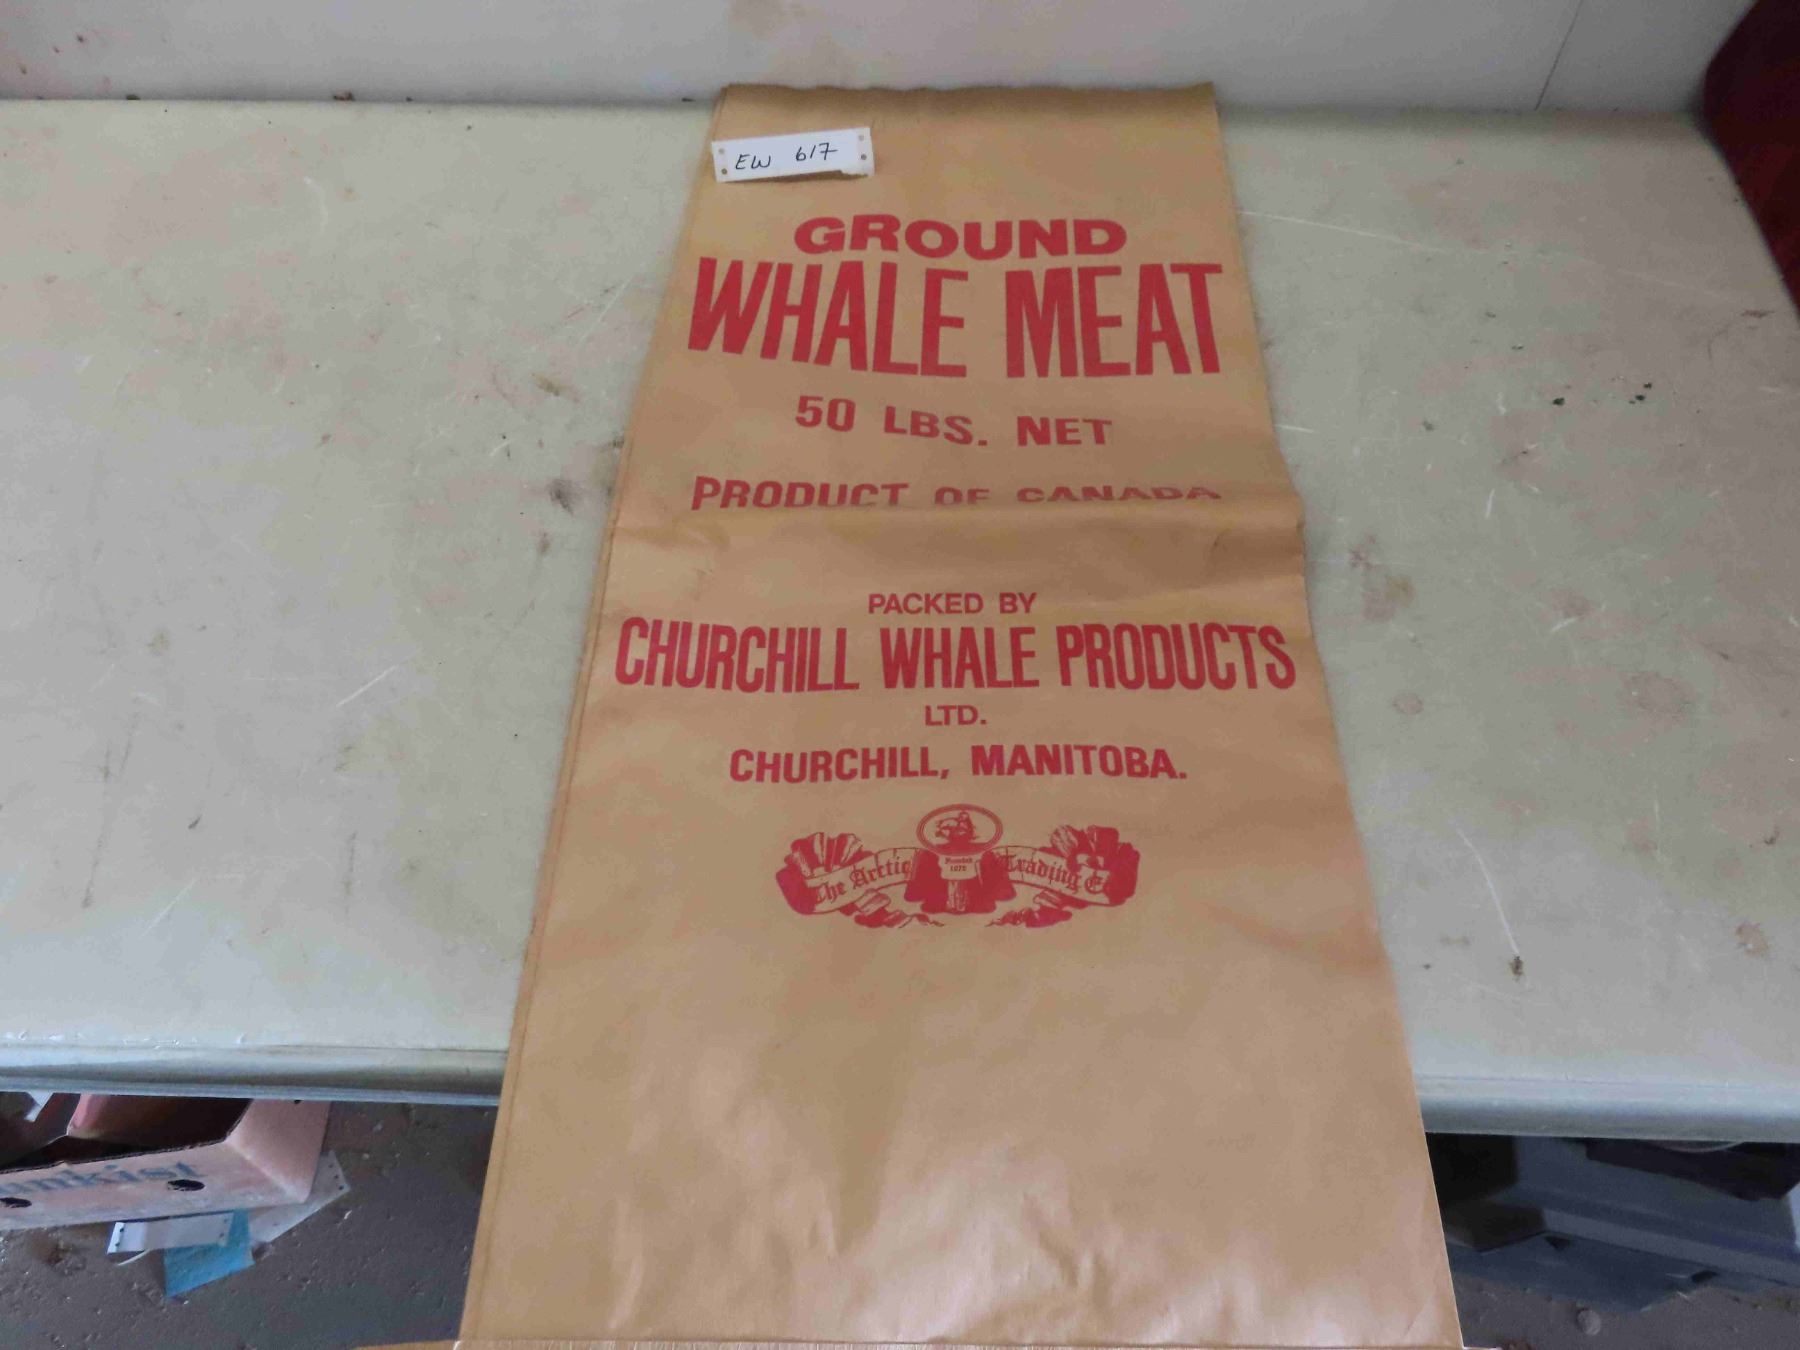 EW 617
GROUND
WHALE MEAT
50 LBS. NET
PRODUCT OF CANADA
PACKED BY
CHURCHILL WHALE PRODUCTS
LTD.
CHURCHILL, MANITOBA.
The Arctic Trading
Founded